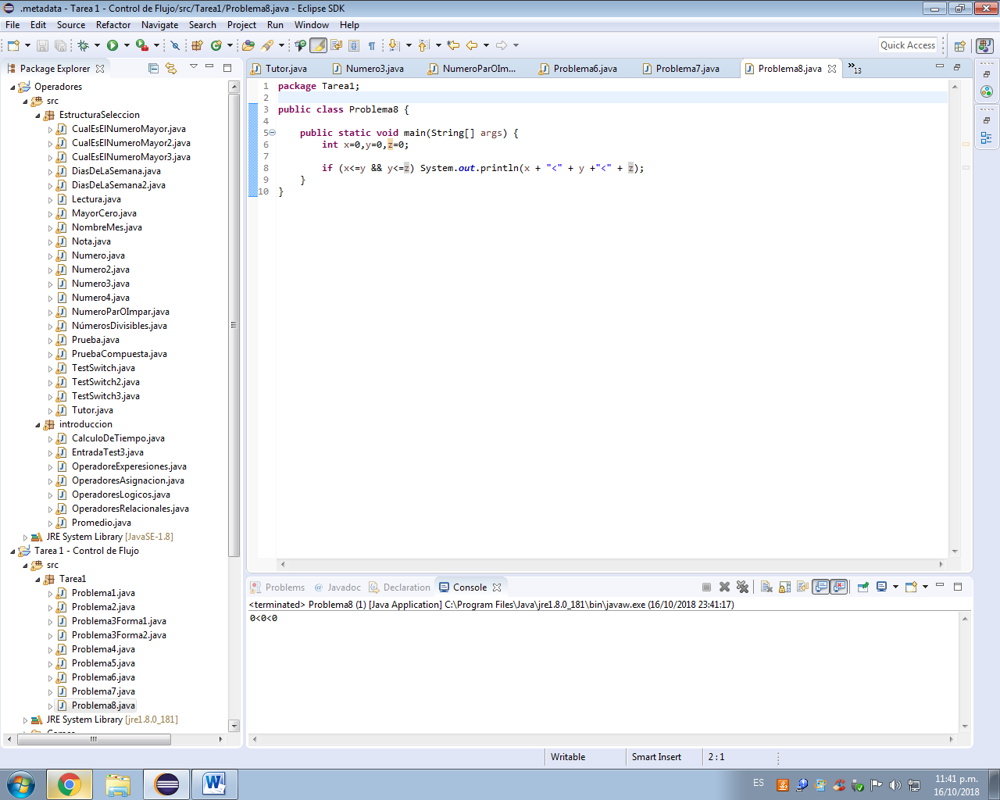 .metadata - Tarea 1 - Control de Flujo/src/Tarea1/Problema8.java - Eclipse SDK
File Edit Source Refactor Navigate Search Project Run Window Help
Quick Access
Package Explorer
Operadores
src
EstructuraSeleccion
CualEsElNumeroMayor.java
CualEsElNumeroMayor2.java
CualEsElNumeroMayor3.java
DiasDeLaSemana.java
DiasDeLaSemana2.java
Lectura.java
MayorCero.java
NombreMes.java
Nota.java
Numero.java
Numero2.java
Numero3.java
Numero4.java
NumeroParOImpar.java
NúmerosDivisibles.java
Prueba.java
PruebaCompuesta.java
TestSwitch.java
TestSwitch2.java
TestSwitch3.java
Tutor.java
introduccion
CalculoDeTiempo.java
EntradaTest3.java
OperadoreExperesiones.java
OperadoresAsignacion.java
OperadoresLogicos.java
OperadoresRelacionales.java
Promedio.java
JRE System Library [JavaSE-1.8]
Tarea 1 - Control de Flujo
src
Tarea1
Problema1.java
Problema2.java
Problema3Forma1.java
Problema3Forma2.java
Problema4.java
Problema5.java
Problema6.java
Problema7.java
Problema8.java
JRE System Library [jre1.8.0_181]
Tutor.java Numero3.java NumeroParOIm... Problema6.java Problema7.java Problema8.java »13
1 package Tarea1;
2
3 public class Problema8 {
4
5 public static void main(String[] args) {
6 int x=0,y=0,z=0;
7
8 if (x<=y && y<=z) System.out.println(x + "<" + y +"<" + z);
9 }
10 }
Problems @ Javadoc Declaration Console
<terminated> Problema8 (1) [Java Application] C:\Program Files\Java\jre1.8.0_181\bin\javaw.exe (16/10/2018 23:41:17)
0<0<0
Writable Smart Insert 2 : 1
ES 11:41 p.m.
16/10/2018